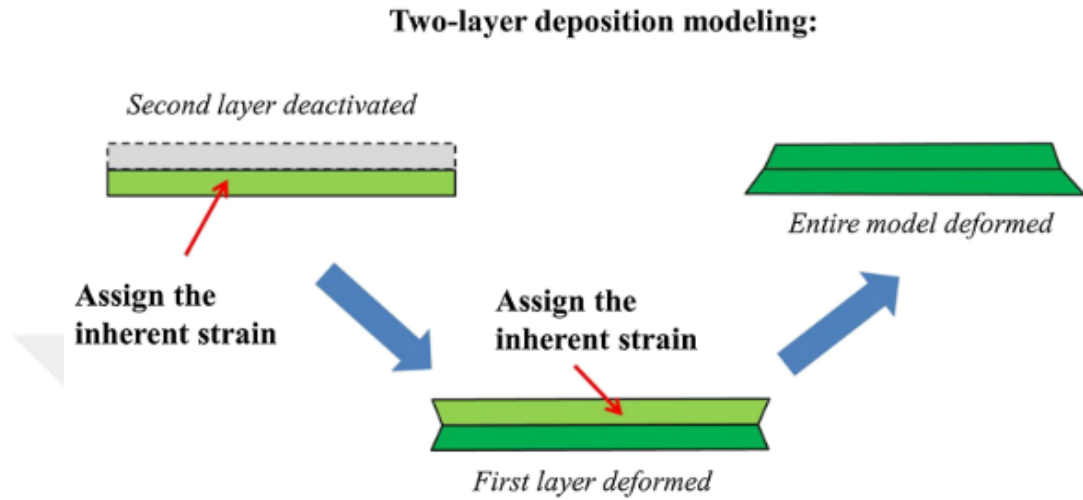 Two-layer deposition modeling:
Second layer deactivated
Assign the
inherent strain
Assign the
inherent strain
First layer deformed
Entire model deformed